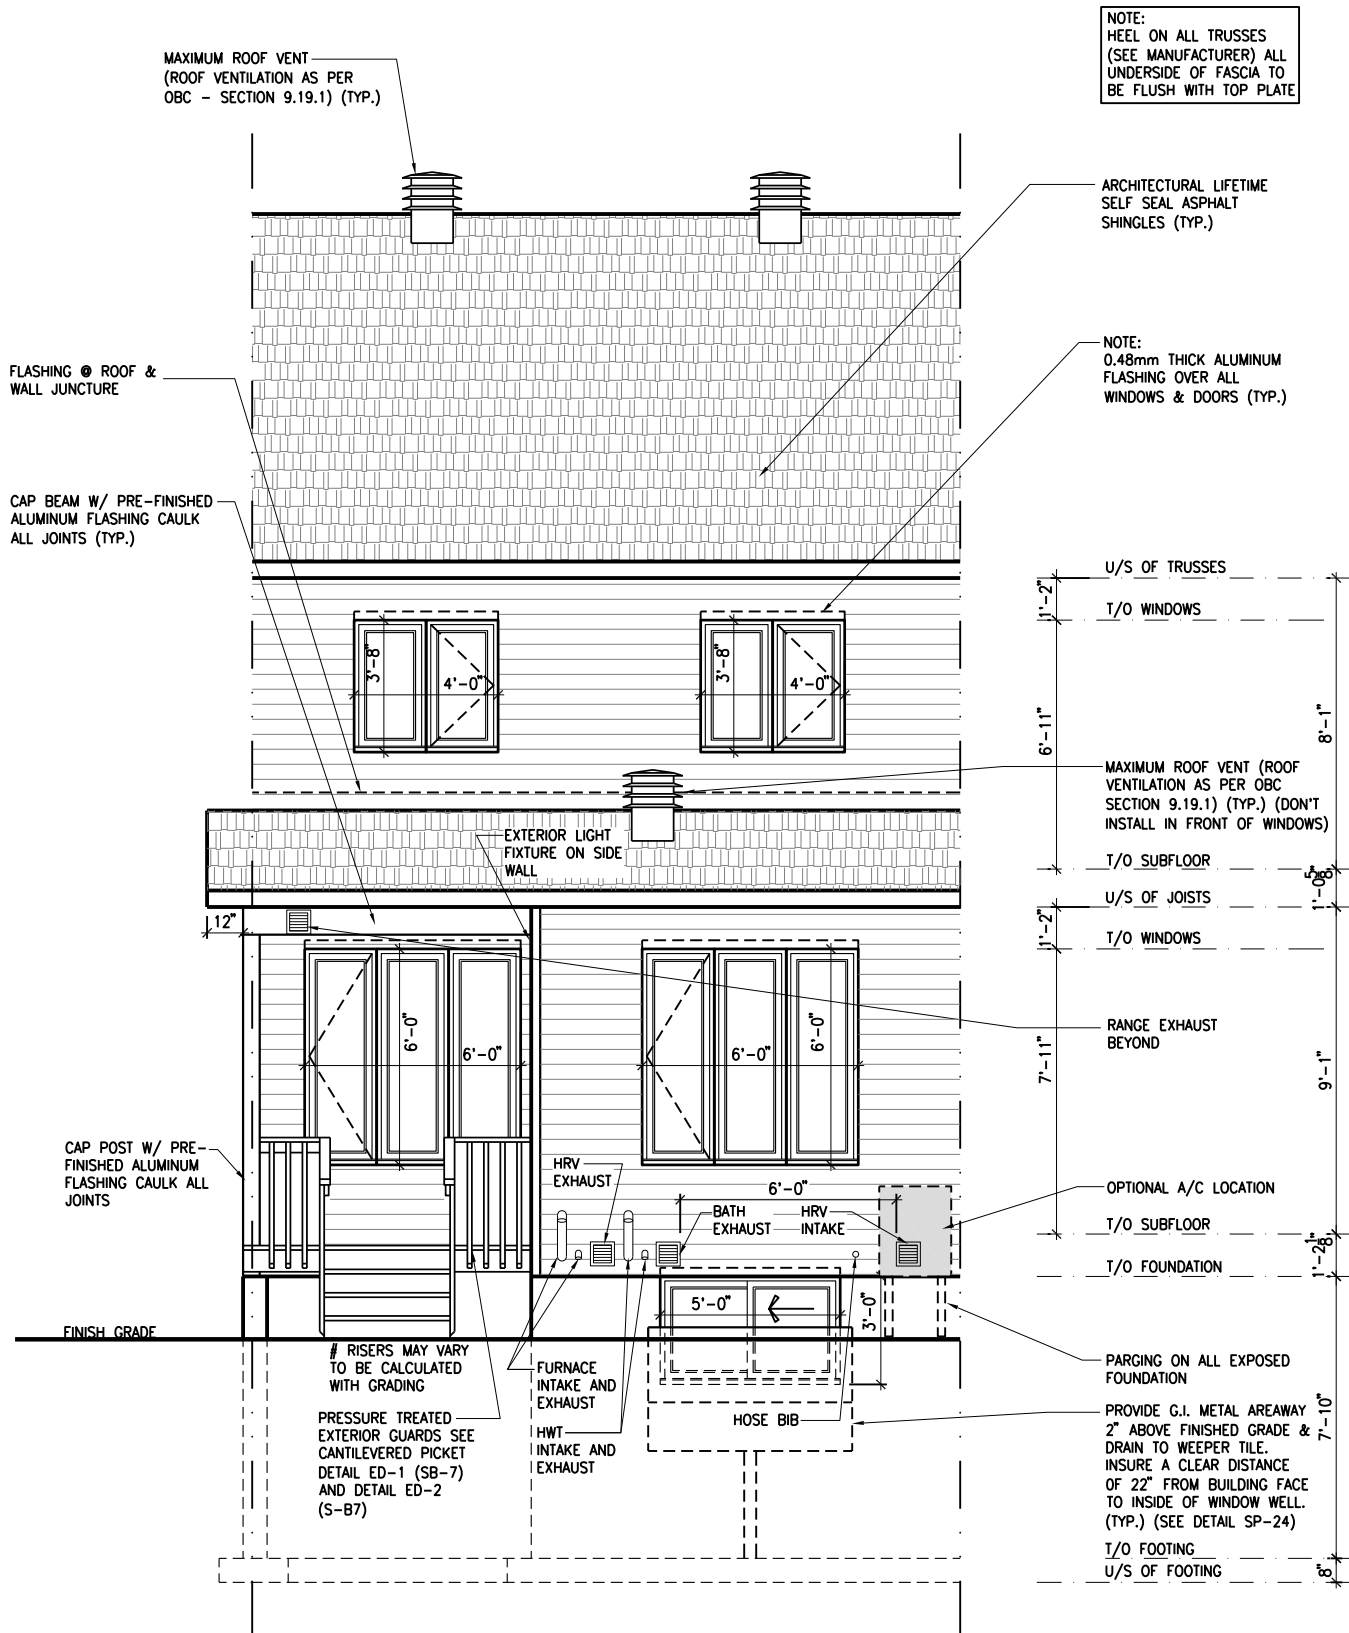 NOTE:
HEEL ON ALL TRUSSES
(SEE MANUFACTURER) ALL
UNDERSIDE OF FASCIA TO
BE FLUSH WITH TOP PLATE
MAXIMUM ROOF VENT
(ROOF VENTILATION AS PER
OBC - SECTION 9.19.1) (TYP.)
ARCHITECTURAL LIFETIME
SELF SEAL ASPHALT
SHINGLES (TYP.)
NOTE:
0.48mm THICK ALUMINUM
FLASHING OVER ALL
WINDOWS & DOORS (TYP.)
FLASHING @ ROOF &
WALL JUNCTURE
CAP BEAM W/ PRE-FINISHED
ALUMINUM FLASHING CAULK
ALL JOINTS (TYP.)
U/S OF TRUSSES
1'-2"
T/O WINDOWS
3'-8"
4'-0"
3'-8"
4'-0"
6'-11"
8'-1"
MAXIMUM ROOF VENT (ROOF
VENTILATION AS PER OBC
SECTION 9.19.1) (TYP.) (DON'T
INSTALL IN FRONT OF WINDOWS)
EXTERIOR LIGHT
FIXTURE ON SIDE
WALL
T/O SUBFLOOR
1'-0 5/8"
U/S OF JOISTS
12"
1'-2"
T/O WINDOWS
6'-0"
6'-0"
6'-0"
6'-0"
RANGE EXHAUST
BEYOND
7'-11"
9'-1"
CAP POST W/ PRE-
FINISHED ALUMINUM
FLASHING CAULK ALL
JOINTS
HRV
EXHAUST
6'-0"
BATH
EXHAUST
HRV
INTAKE
OPTIONAL A/C LOCATION
T/O SUBFLOOR
1'-2 1/8"
T/O FOUNDATION
5'-0"
3'-0"
FINISH GRADE
# RISERS MAY VARY
TO BE CALCULATED
WITH GRADING
FURNACE
INTAKE AND
EXHAUST
PARGING ON ALL EXPOSED
FOUNDATION
PRESSURE TREATED
EXTERIOR GUARDS SEE
CANTILEVERED PICKET
DETAIL ED-1 (SB-7)
AND DETAIL ED-2
(S-B7)
HWT
INTAKE AND
EXHAUST
HOSE BIB
PROVIDE G.I. METAL AREAWAY
2" ABOVE FINISHED GRADE &
DRAIN TO WEEPER TILE.
INSURE A CLEAR DISTANCE
OF 22" FROM BUILDING FACE
TO INSIDE OF WINDOW WELL.
(TYP.) (SEE DETAIL SP-24)
7'-10"
T/O FOOTING
U/S OF FOOTING
8"